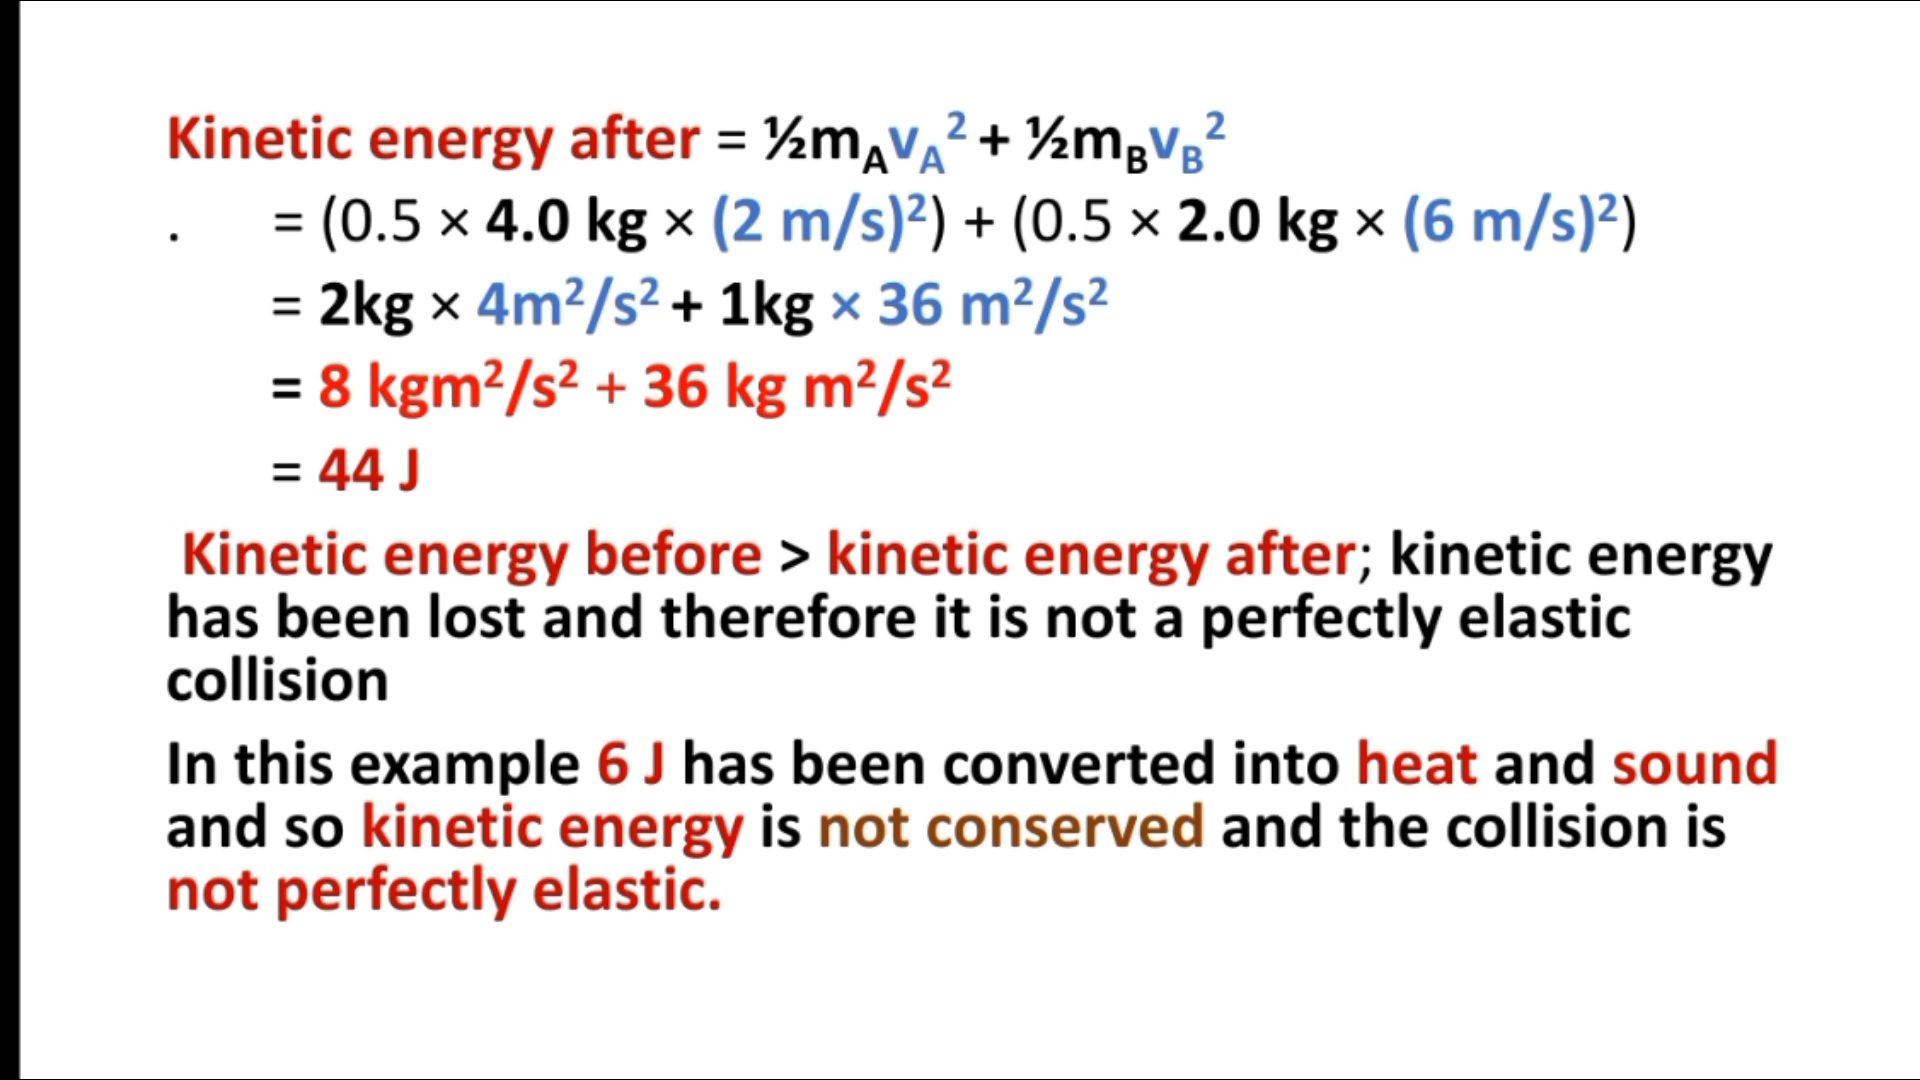 Kinetic energy after = ½mAvA² + ½mBvB²
. = (0.5 × 4.0 kg × (2 m/s)²) + (0.5 × 2.0 kg × (6 m/s)²)
= 2kg × 4m²/s² + 1kg × 36 m²/s²
= 8 kgm²/s² + 36 kg m²/s²
= 44 J
Kinetic energy before > kinetic energy after; kinetic energy
has been lost and therefore it is not a perfectly elastic
collision
In this example 6 J has been converted into heat and sound
and so kinetic energy is not conserved and the collision is
not perfectly elastic.